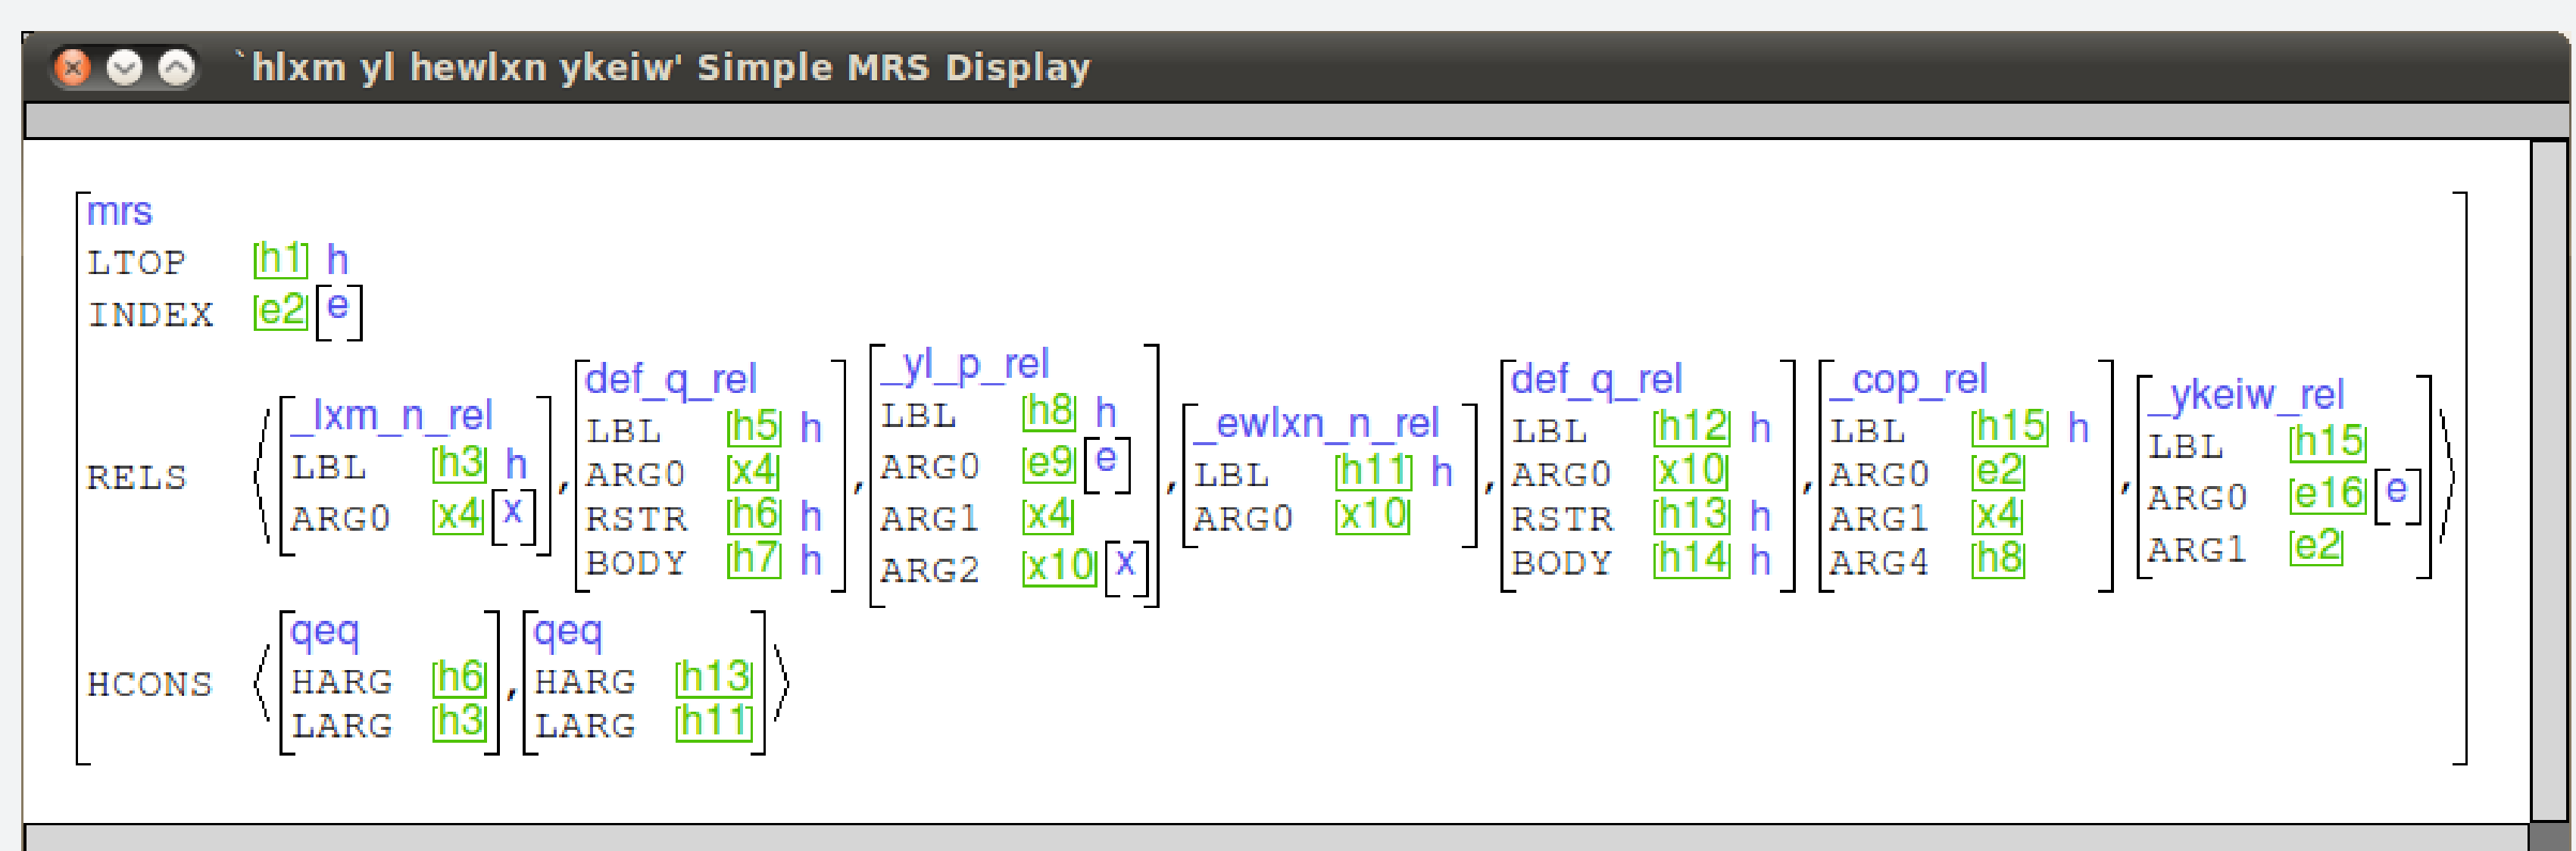 `hlxm yl hewlxn ykeiw' Simple MRS Display
mrs
LTOP h1 h
INDEX e2 e
RELS
_lxm_n_rel
LBL h3 h
ARG0 x4 x
,
def_q_rel
LBL h5 h
ARG0 x4
RSTR h6 h
BODY h7 h
,
_yl_p_rel
LBL h8 h
ARG0 e9 e
ARG1 x4
ARG2 x10 x
,
_ewlxn_n_rel
LBL h11 h
ARG0 x10
,
def_q_rel
LBL h12 h
ARG0 x10
RSTR h13 h
BODY h14 h
,
_cop_rel
LBL h15 h
ARG0 e2
ARG1 x4
ARG4 h8
,
_ykeiw_rel
LBL h15
ARG0 e16 e
ARG1 e2
HCONS
qeq
HARG h6
LARG h3
,
qeq
HARG h13
LARG h11